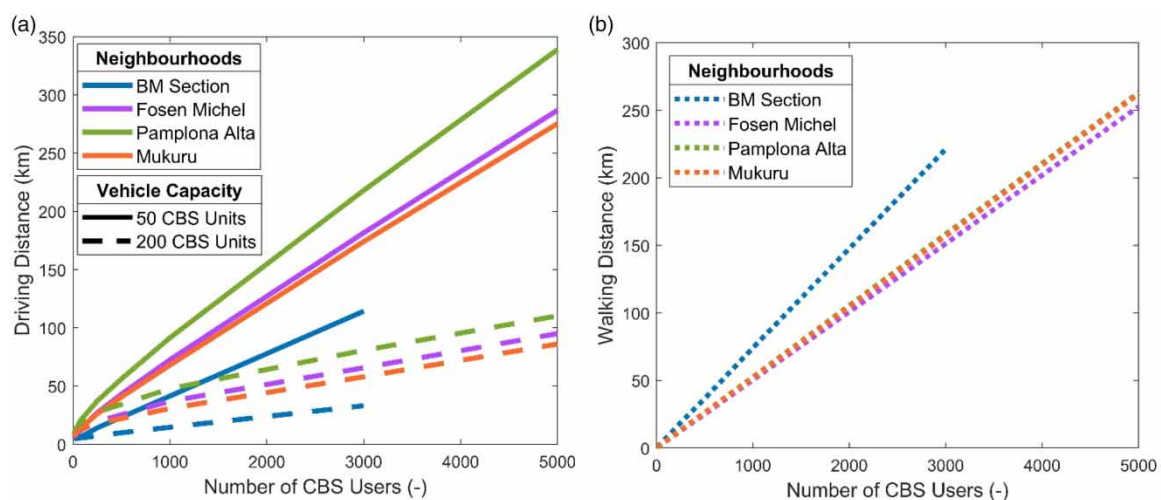 (a)
350
300
250
200
150
100
50
0
Driving Distance (km)
Neighbourhoods
BM Section
Fosen Michel
Pamplona Alta
Mukuru
Vehicle Capacity
50 CBS Units
200 CBS Units
0 1000 2000 3000 4000 5000
Number of CBS Users (-)
(b)
300
250
200
150
100
50
0
Walking Distance (km)
Neighbourhoods
BM Section
Fosen Michel
Pamplona Alta
Mukuru
0 1000 2000 3000 4000 5000
Number of CBS Users (-)